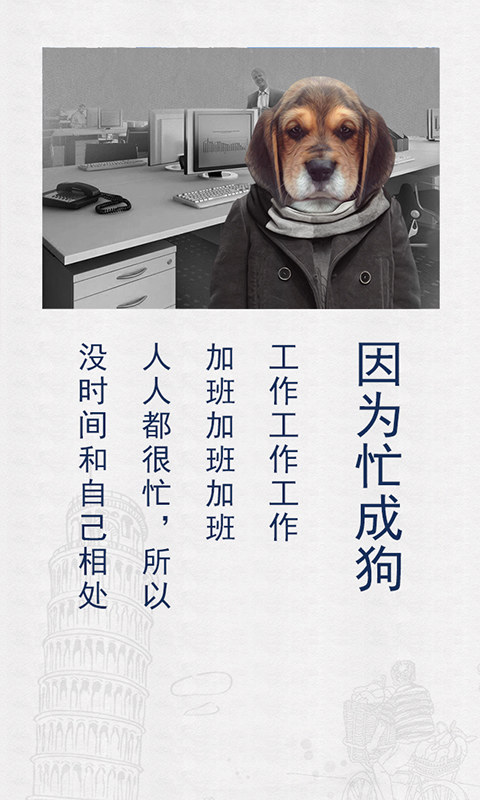 因为忙成狗
工作工作工作
加班加班加班
人人都很忙，所以
没时间和自己相处